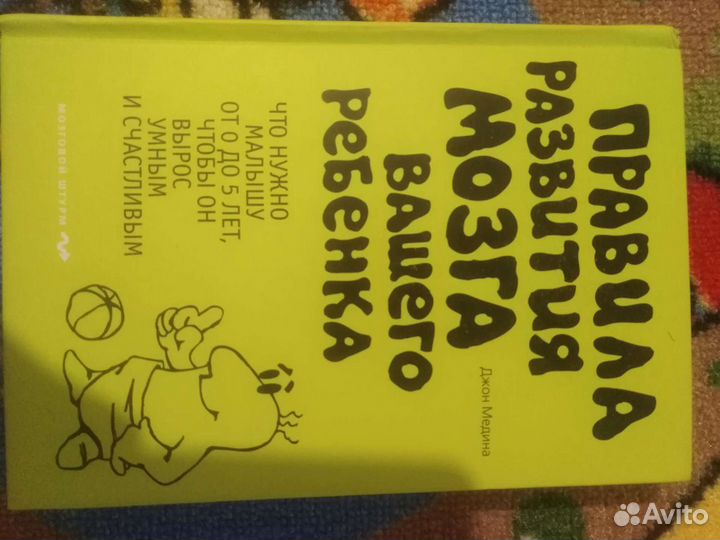 ПРАВИЛА
РАЗВИТИЯ
МОЗГА
ВАШЕГО
РЕБЕНКА
Джон Медина
ЧТО НУЖНО
МАЛЫШУ
ОТ 0 ДО 5 ЛЕТ,
ЧТОБЫ ОН
ВЫРОС
УМНЫМ
И СЧАСТЛИВЫМ
МОЗГОВОЙ ШТУРМ
Avito